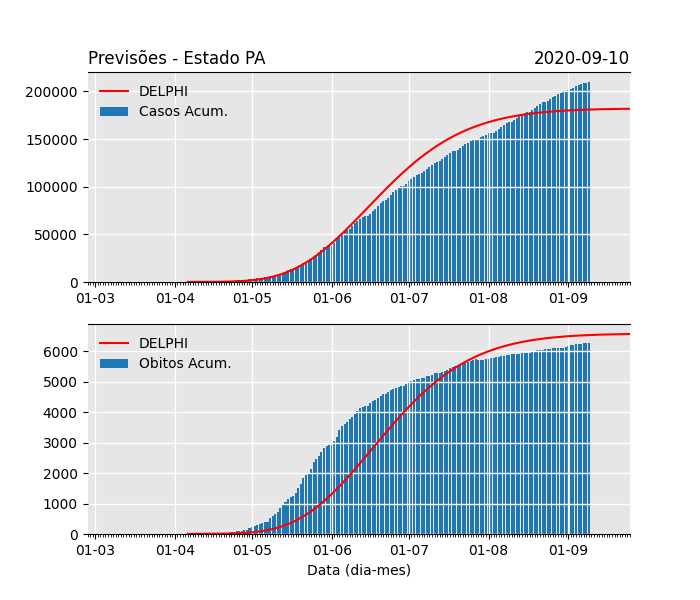 Previsões - Estado PA 2020-09-10
DELPHI
Casos Acum.
200000
150000
100000
50000
0
01-03 01-04 01-05 01-06 01-07 01-08 01-09
DELPHI
Obitos Acum.
6000
5000
4000
3000
2000
1000
0
01-03 01-04 01-05 01-06 01-07 01-08 01-09
Data (dia-mes)